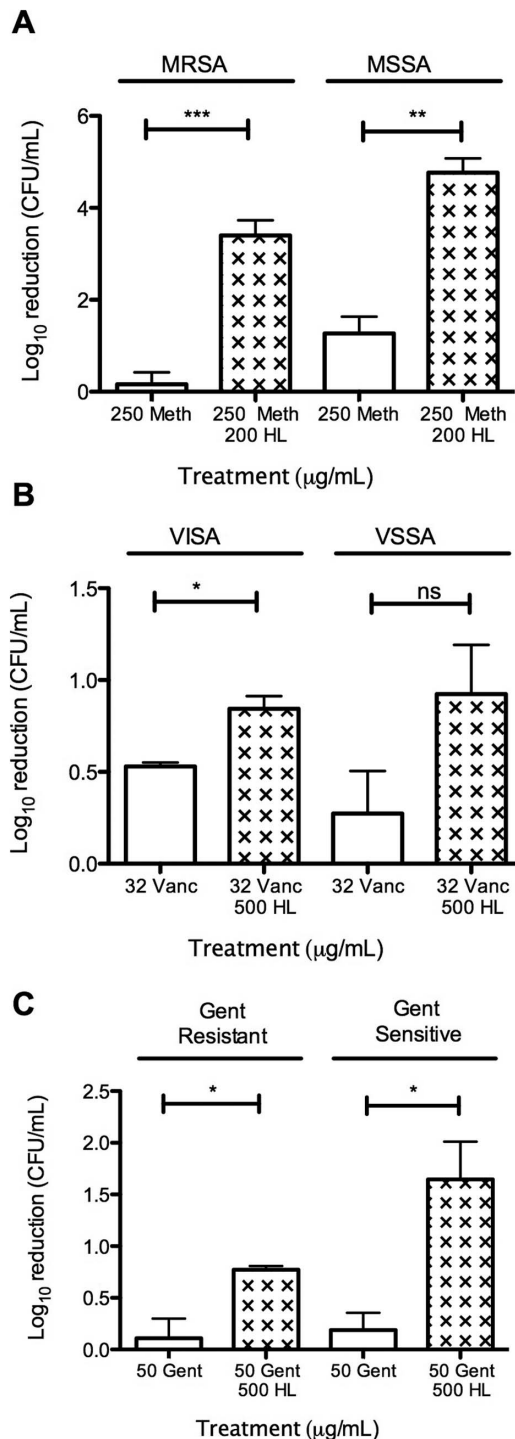 A
MRSA MSSA
*** **
6
4
2
0
Log10 reduction (CFU/mL)
250 Meth 250 Meth 250 Meth 250 Meth
200 HL 200 HL
Treatment (μg/mL)
B
VISA VSSA
* ns
1.5
1.0
0.5
0.0
Log10 reduction (CFU/mL)
32 Vanc 32 Vanc 32 Vanc 32 Vanc
500 HL 500 HL
Treatment (μg/mL)
C
Gent Gent
Resistant Sensitive
* *
2.5
2.0
1.5
1.0
0.5
0.0
Log10 reduction (CFU/mL)
50 Gent 50 Gent 50 Gent 50 Gent
500 HL 500 HL
Treatment (μg/mL)